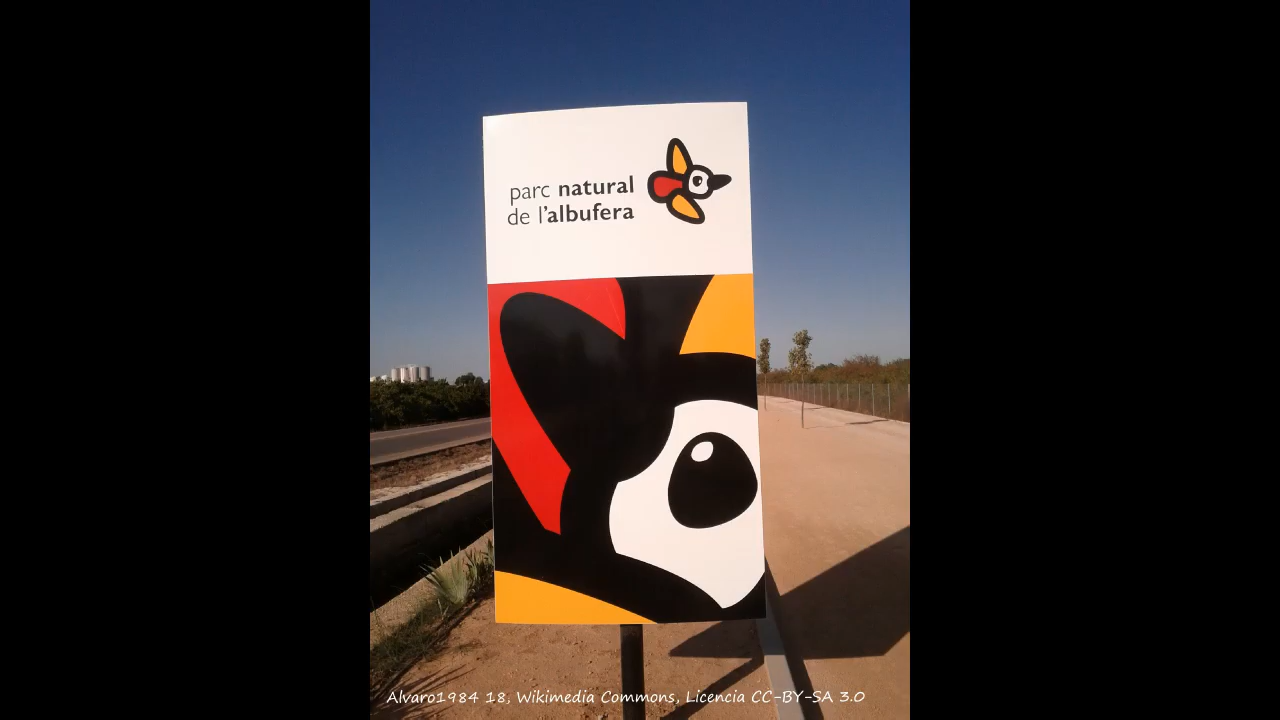 parc natural
de l'albufera
Alvaro1984 18, Wikimedia Commons, Licencia CC-BY-SA 3.0